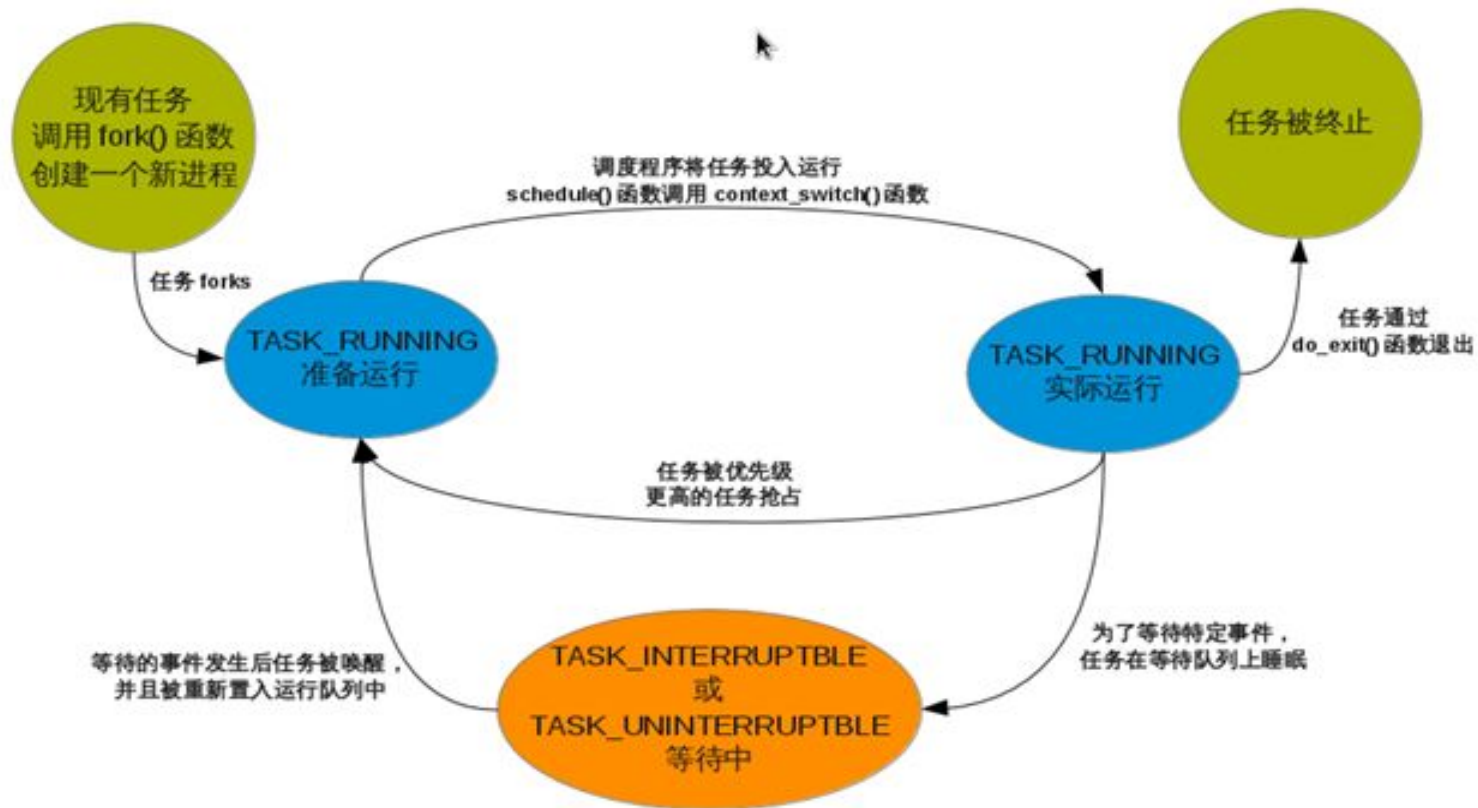 现有任务
调用 fork() 函数
创建一个新进程
任务被终止
调度程序将任务投入运行
schedule() 函数调用 context_switch() 函数
任务 forks
TASK_RUNNING
准备运行
TASK_RUNNING
实际运行
任务通过
do_exit() 函数退出
任务被优先级
更高的任务抢占
等待的事件发生后任务被唤醒，
并且被重新置入运行队列中
TASK_INTERRUPTBLE
或
TASK_UNINTERRUPTBLE
等待中
为了等待特定事件，
任务在等待队列上睡眠